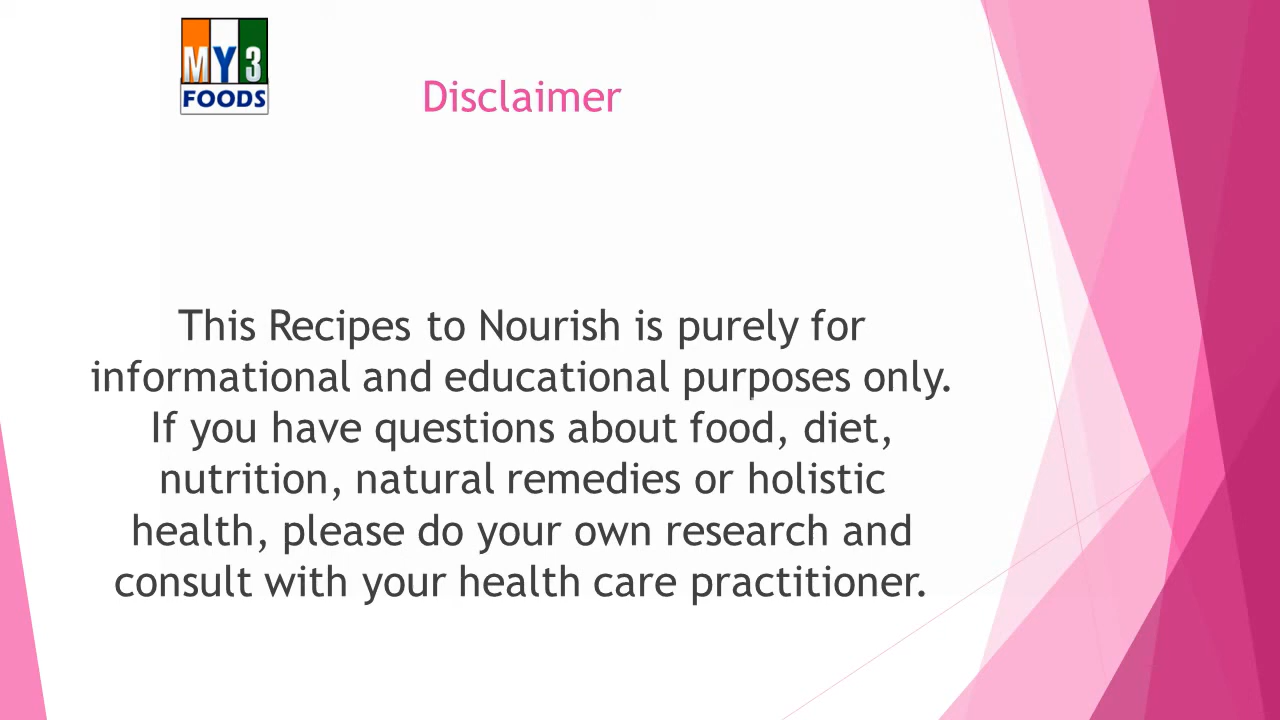 MY3
FOODS
Disclaimer
This Recipes to Nourish is purely for
informational and educational purposes only.
If you have questions about food, diet,
nutrition, natural remedies or holistic
health, please do your own research and
consult with your health care practitioner.